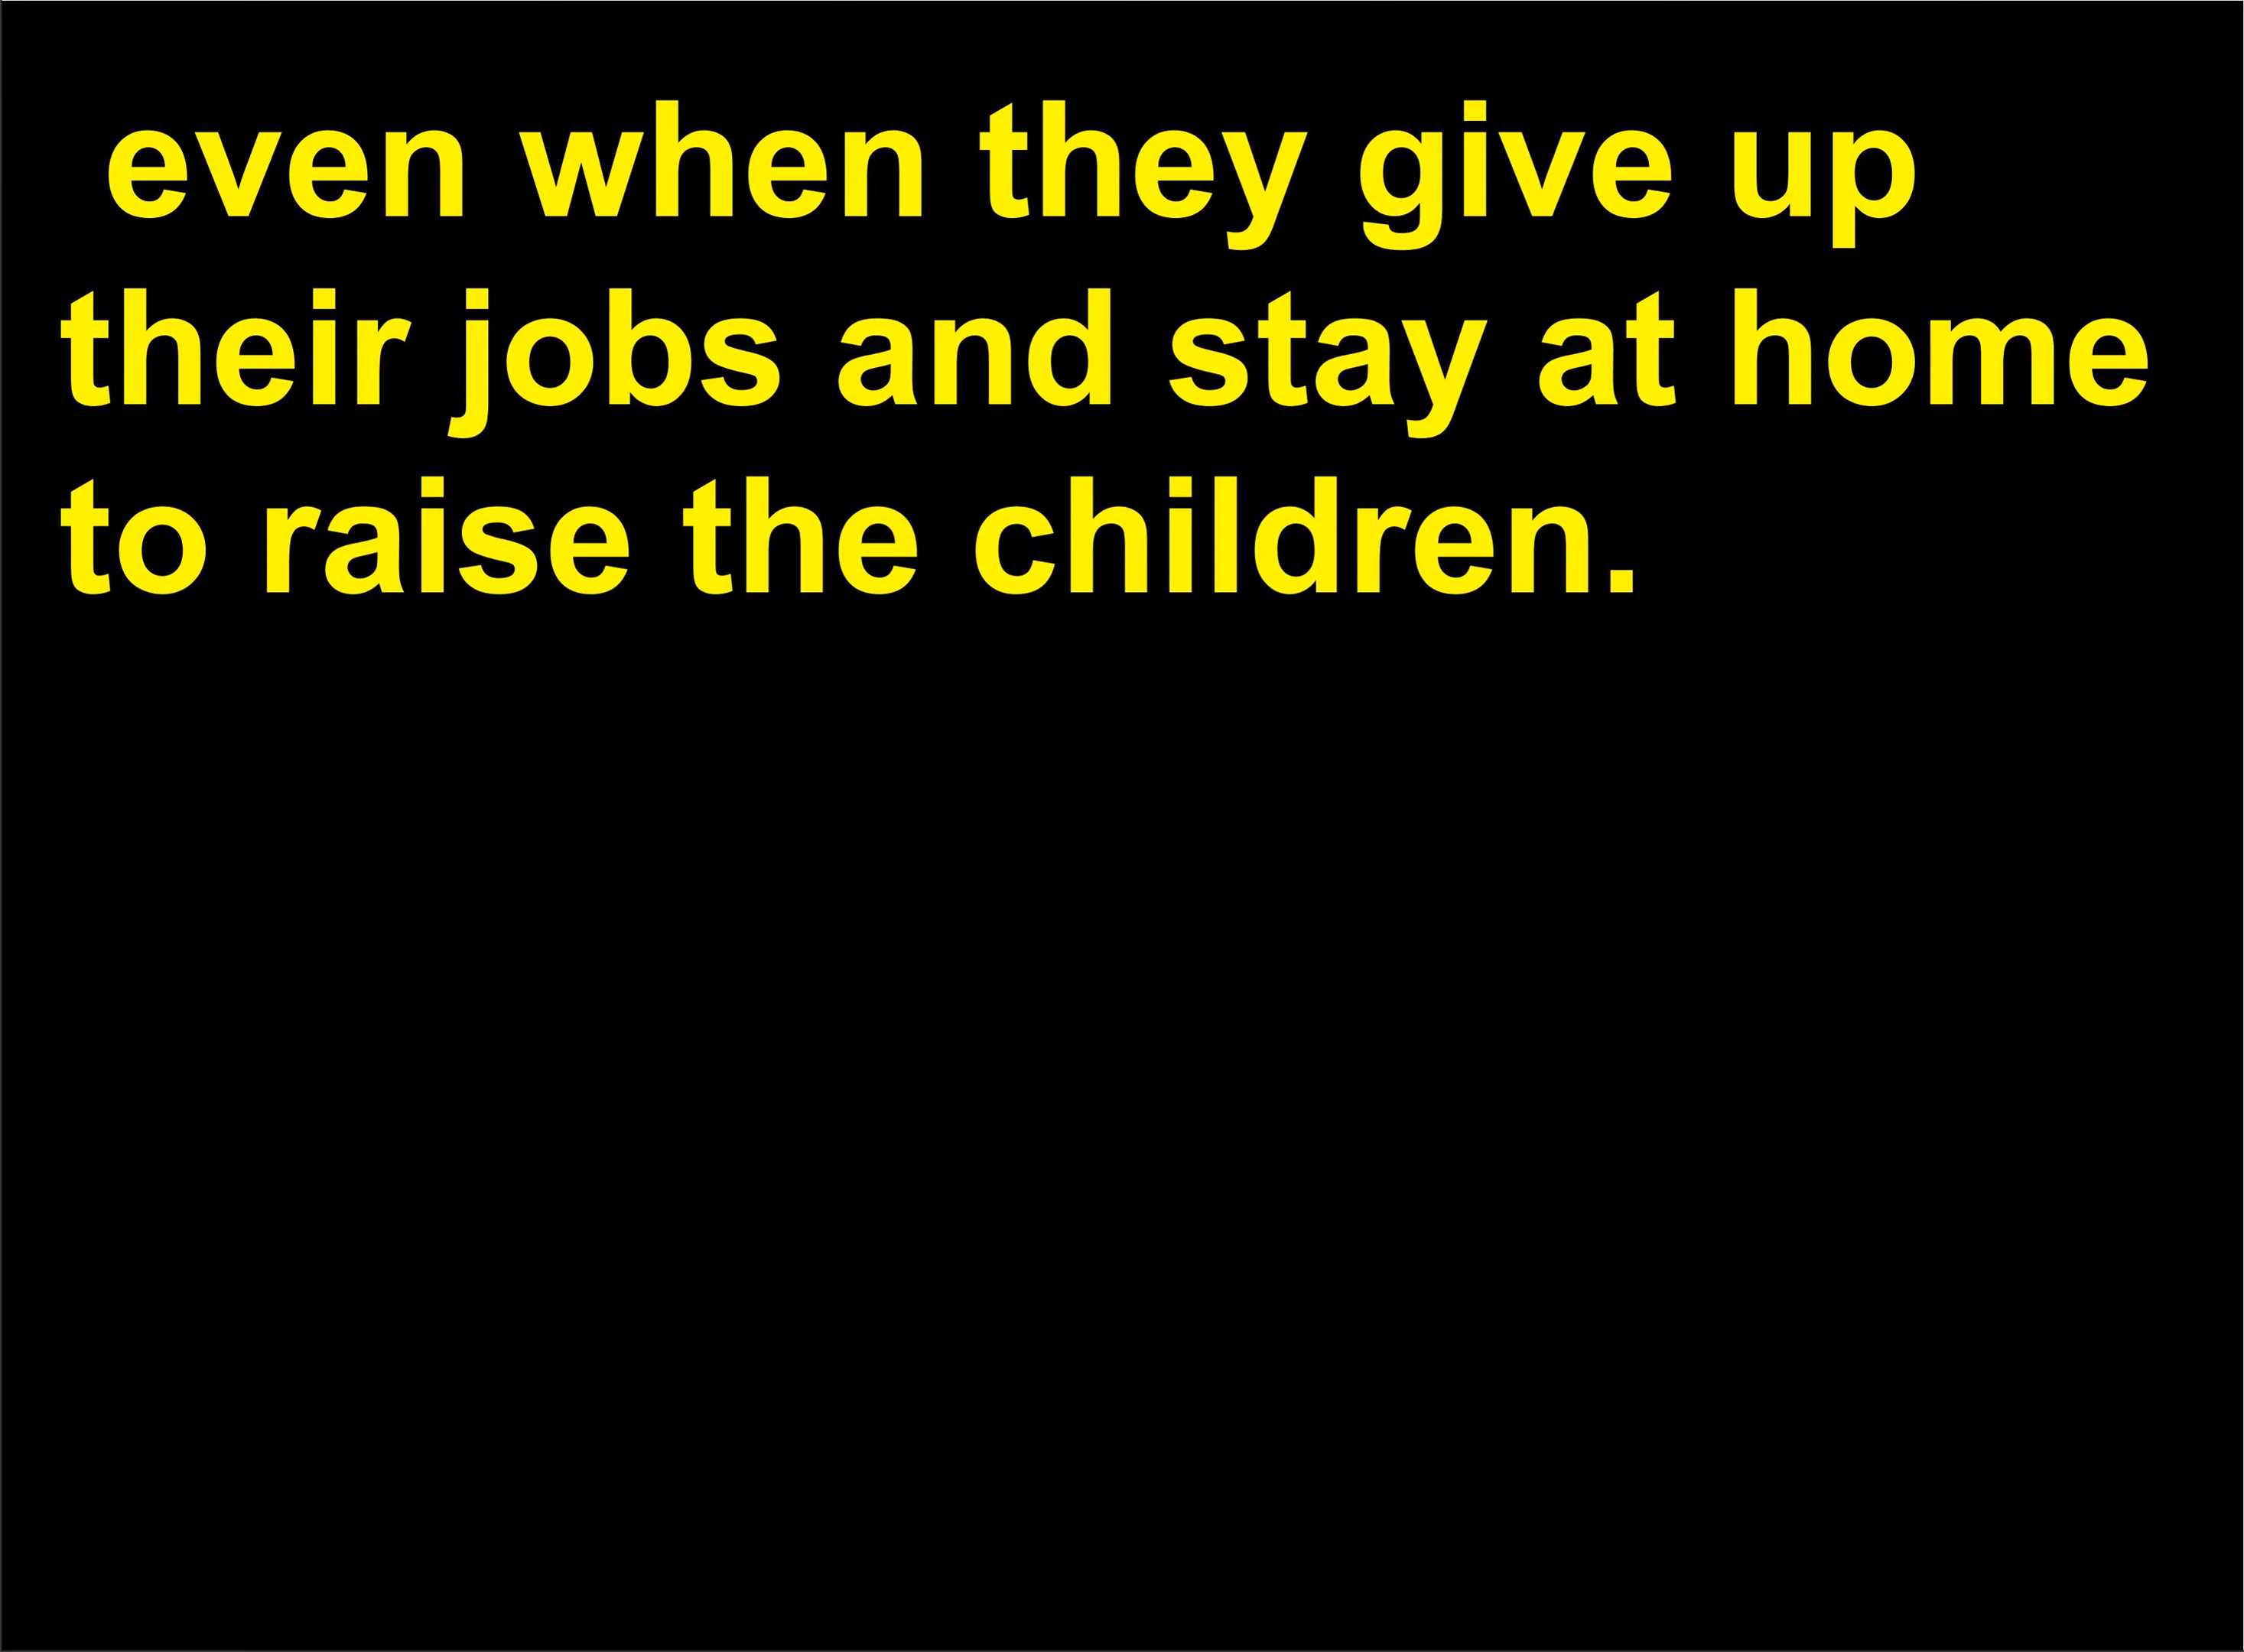 even when they give up
their jobs and stay at home
to raise the children.